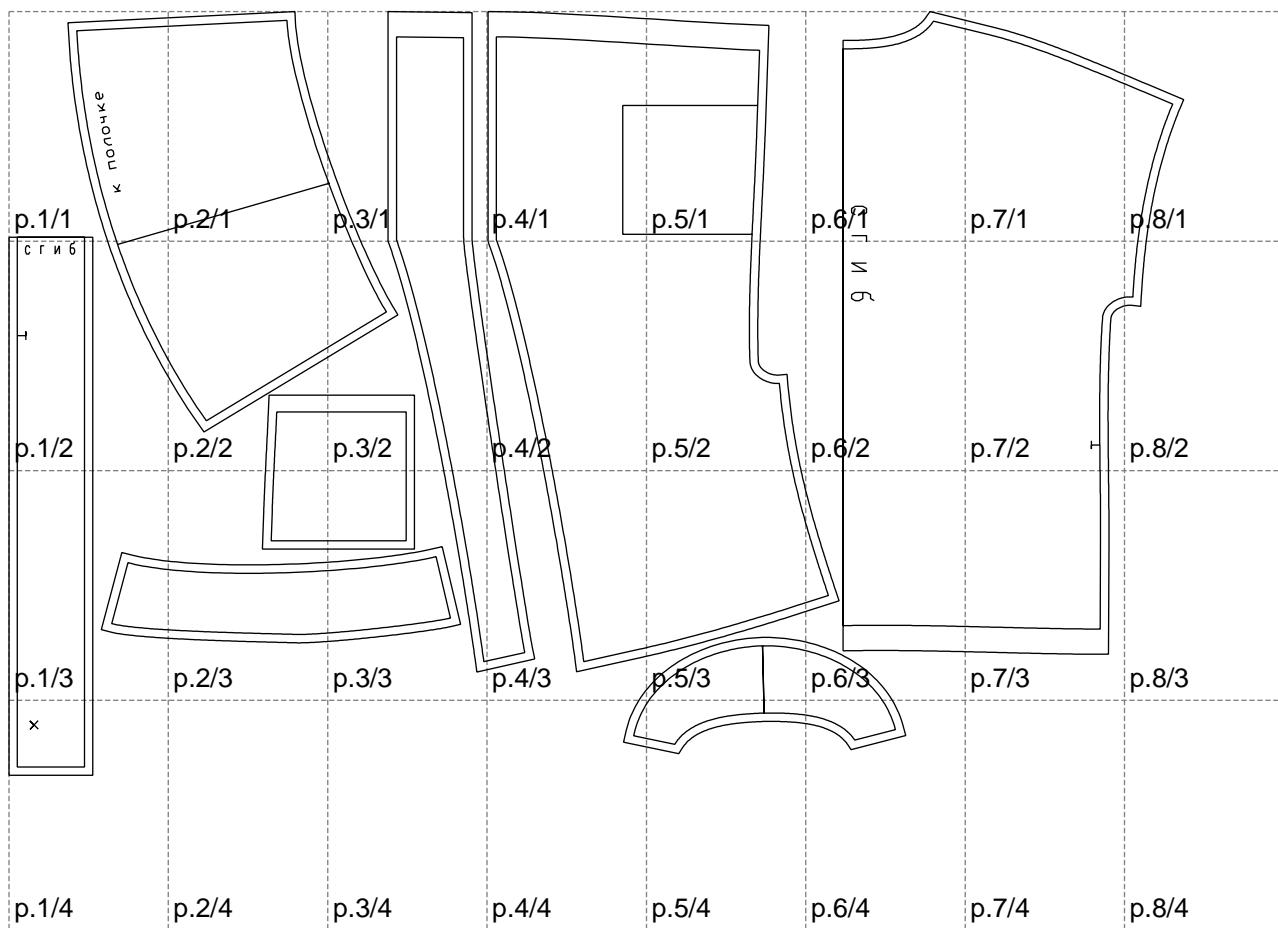 к полочке
p.1/1 p.2/1 p.3/1 p.4/1 p.5/1 p.6/1 p.7/1 p.8/1
сгиб
сгиб
p.1/2 p.2/2 p.3/2 p.4/2 p.5/2 p.6/2 p.7/2 p.8/2
p.1/3 p.2/3 p.3/3 p.4/3 p.5/3 p.6/3 p.7/3 p.8/3
p.1/4 p.2/4 p.3/4 p.4/4 p.5/4 p.6/4 p.7/4 p.8/4